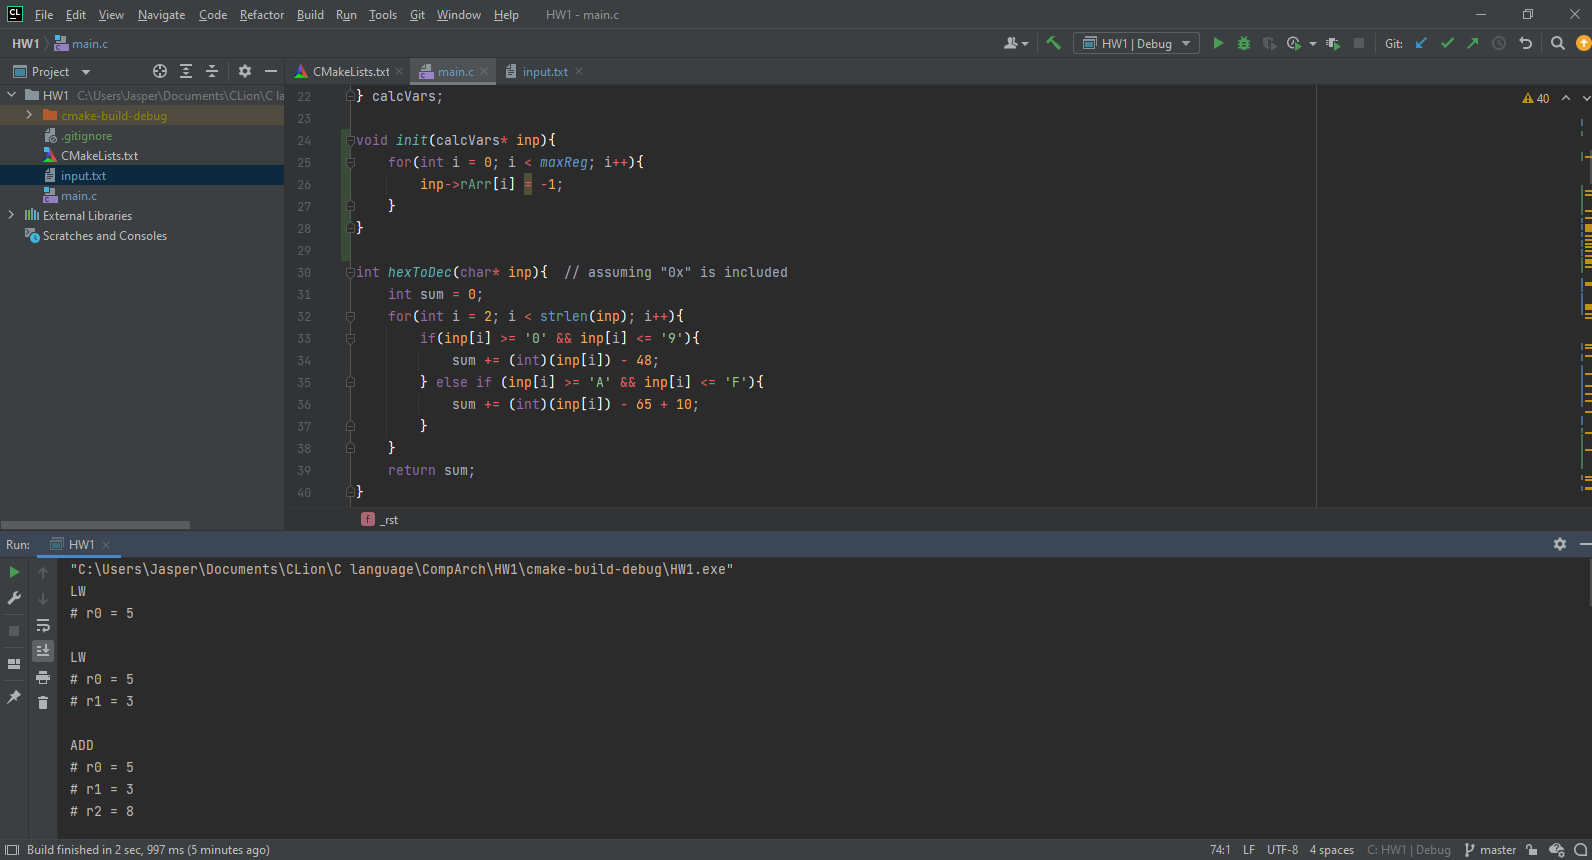 CL File Edit View Navigate Code Refactor Build Run Tools Git Window Help HW1 - main.c
HW1 main.c HW1 | Debug Git:
Project CMakeLists.txt main.c input.txt
HW1 C:\Users\Jasper\Documents\CLion\C la
cmake-build-debug
.gitignore
CMakeLists.txt
input.txt
main.c
External Libraries
Scratches and Consoles
40
22 } calcVars;
23
24 void init(calcVars* inp){
25 for(int i = 0; i < maxReg; i++){
26 inp->rArr[i] = -1;
27 }
28 }
29
30 int hexToDec(char* inp){ // assuming "0x" is included
31 int sum = 0;
32 for(int i = 2; i < strlen(inp); i++){
33 if(inp[i] >= '0' && inp[i] <= '9'){
34 sum += (int)(inp[i]) - 48;
35 } else if (inp[i] >= 'A' && inp[i] <= 'F'){
36 sum += (int)(inp[i]) - 65 + 10;
37 }
38 }
39 return sum;
40 }
f _rst
Run: HW1
"C:\Users\Jasper\Documents\CLion\C language\CompArch\HW1\cmake-build-debug\HW1.exe"
LW
# r0 = 5
LW
# r0 = 5
# r1 = 3
ADD
# r0 = 5
# r1 = 3
# r2 = 8
Build finished in 2 sec, 997 ms (5 minutes ago) 74:1 LF UTF-8 4 spaces C: HW1 | Debug master